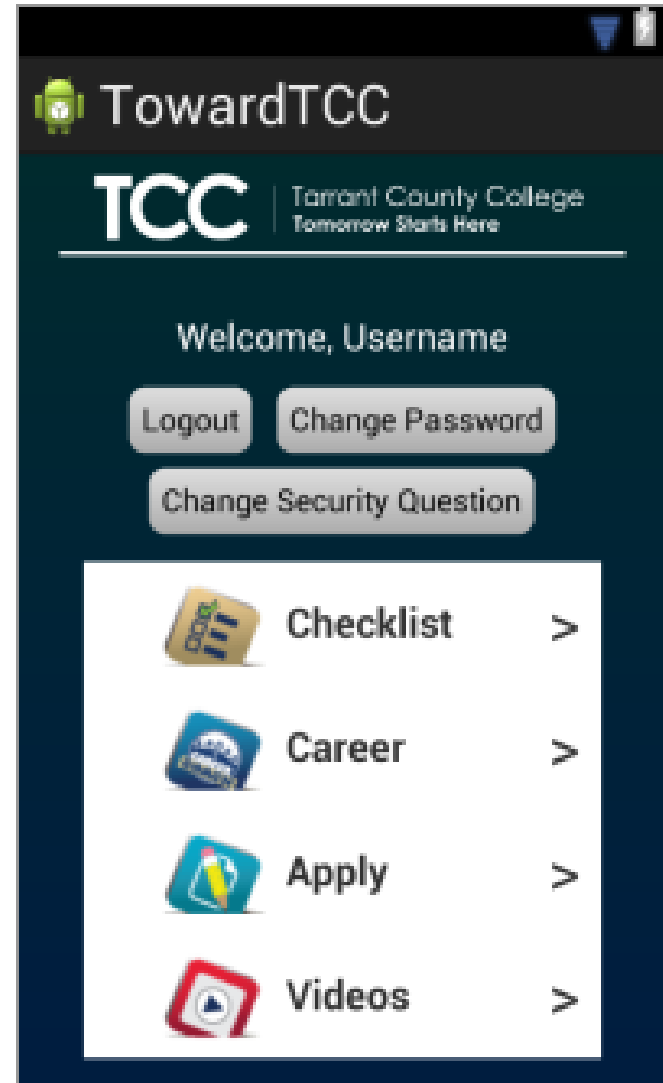 TowardTCC
TCC
Tarrant County College
Tomorrow Starts Here
Welcome, Username
Logout
Change Password
Change Security Question
Checklist >
Career >
Apply >
Videos >